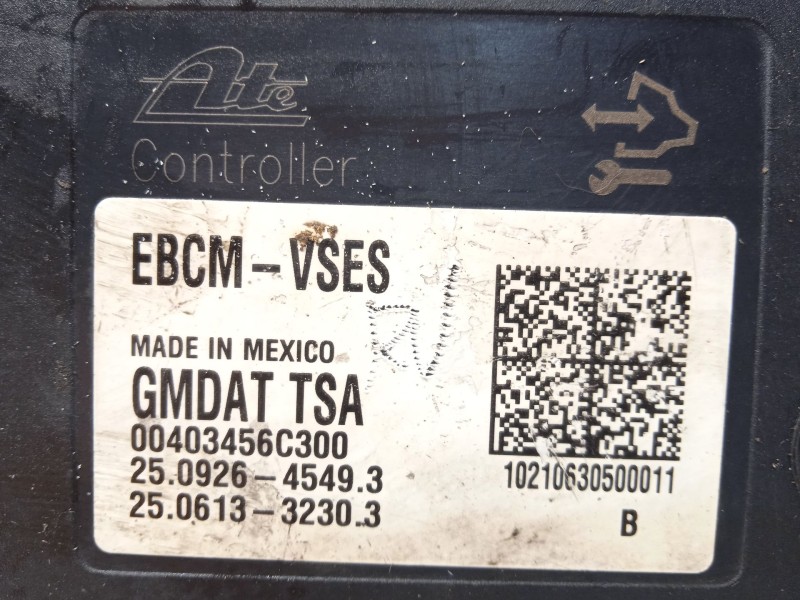 Ate
Controller
EBCM-VSES
MADE IN MEXICO
GMDAT TSA
00403456C300
25.0926-4549.3
25.0613-3230.3
10210630500011
B